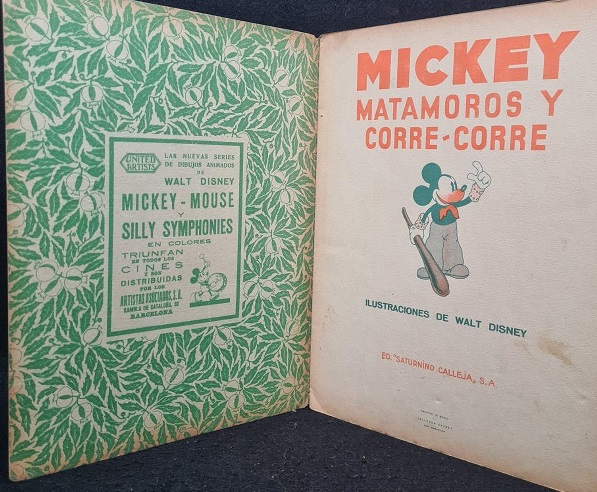 UNITED
ARTISTS
LAS NUEVAS SERIES
DE DIBUJOS ANIMADOS
DE
WALT DISNEY
MICKEY-MOUSE
Y
SILLY SYMPHONIES
EN COLORES
TRIUNFAN
EN TODOS LOS
CINES
Y SON
DISTRIBUIDAS
POR LOS
ARTISTAS ASOCIADOS, S.A.
RAMBLA DE CATALUÑA, 62
BARCELONA
MICKEY
MATAMOROS Y
CORRE-CORRE
ILUSTRACIONES DE WALT DISNEY
ED. "SATURNINO CALLEJA„ S.A.